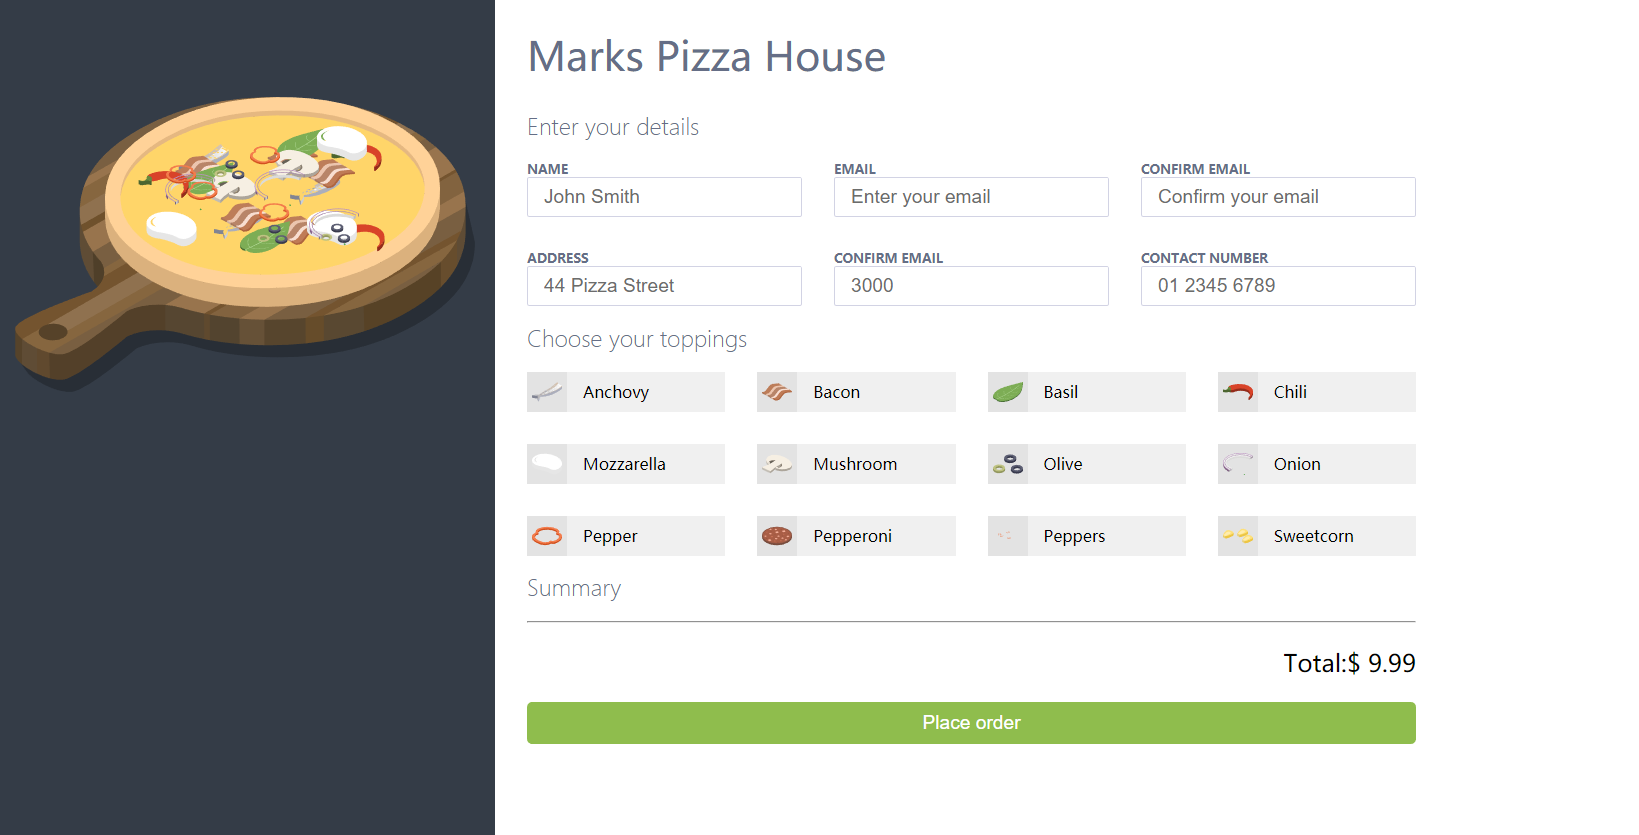 Marks Pizza House
Enter your details
NAME EMAIL CONFIRM EMAIL
John Smith Enter your email Confirm your email
ADDRESS CONFIRM EMAIL CONTACT NUMBER
44 Pizza Street 3000 01 2345 6789
Choose your toppings
Anchovy Bacon Basil Chili
Mozzarella Mushroom Olive Onion
Pepper Pepperoni Peppers Sweetcorn
Summary
Total:$ 9.99
Place order